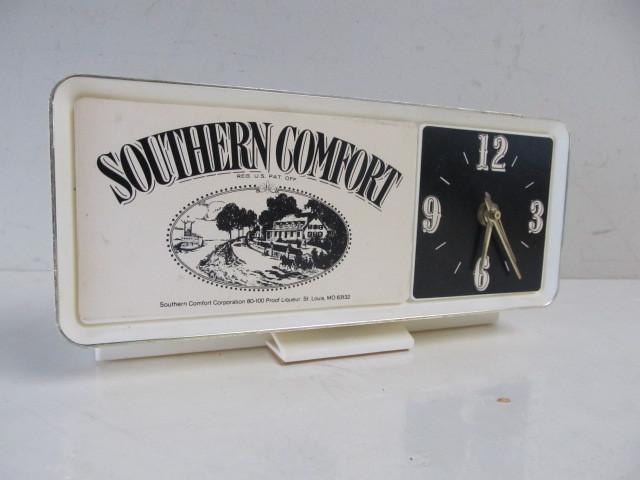 SOUTHERN COMFORT
REG. U.S. PAT. OFF.
Southern Comfort Corporation 80-100 Proof Liqueur. St. Louis, MO 63132
12
9 3
6